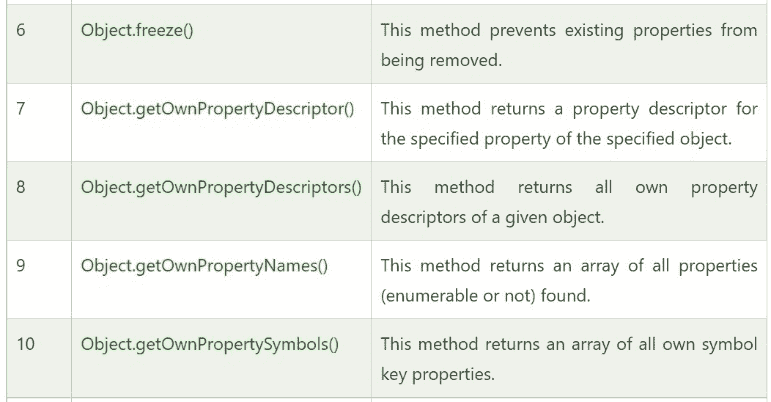 6 Object.freeze() This method prevents existing properties from
being removed.
7 Object.getOwnPropertyDescriptor() This method returns a property descriptor for
the specified property of the specified object.
8 Object.getOwnPropertyDescriptors() This method returns all own property
descriptors of a given object.
9 Object.getOwnPropertyNames() This method returns an array of all properties
(enumerable or not) found.
10 Object.getOwnPropertySymbols() This method returns an array of all own symbol
key properties.